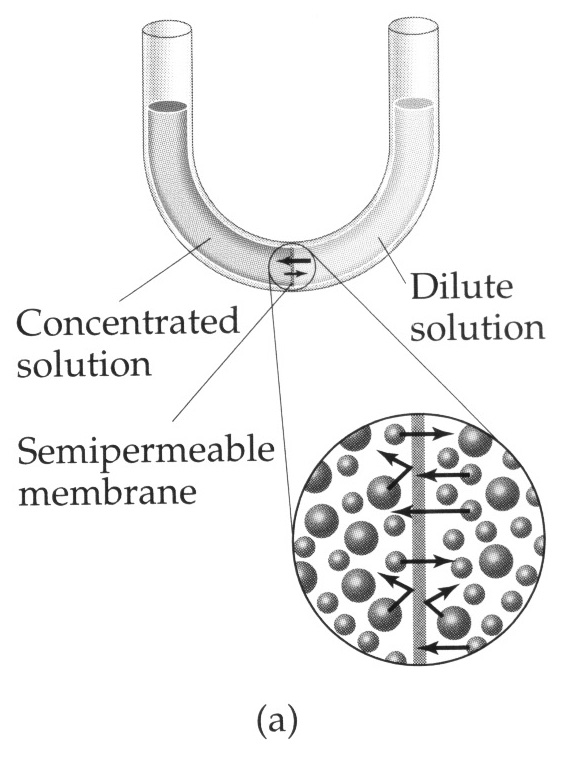 Concentrated
solution
Dilute
solution
Semipermeable
membrane
(a)